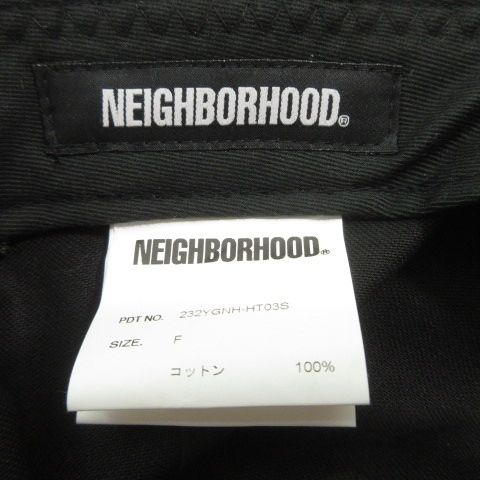 NEIGHBORHOOD®
NEIGHBORHOOD®
PDT NO. 232YGNH-HT03S
SIZE. F
コットン 100%